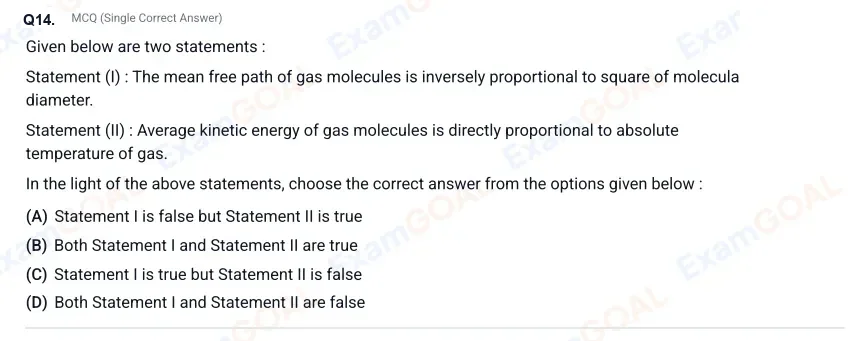 Q14. MCQ (Single Correct Answer)
Given below are two statements :
Statement (I) : The mean free path of gas molecules is inversely proportional to square of molecula
diameter.
Statement (II) : Average kinetic energy of gas molecules is directly proportional to absolute
temperature of gas.
In the light of the above statements, choose the correct answer from the options given below :
(A) Statement I is false but Statement II is true
(B) Both Statement I and Statement II are true
(C) Statement I is true but Statement II is false
(D) Both Statement I and Statement II are false
ExamGOAL